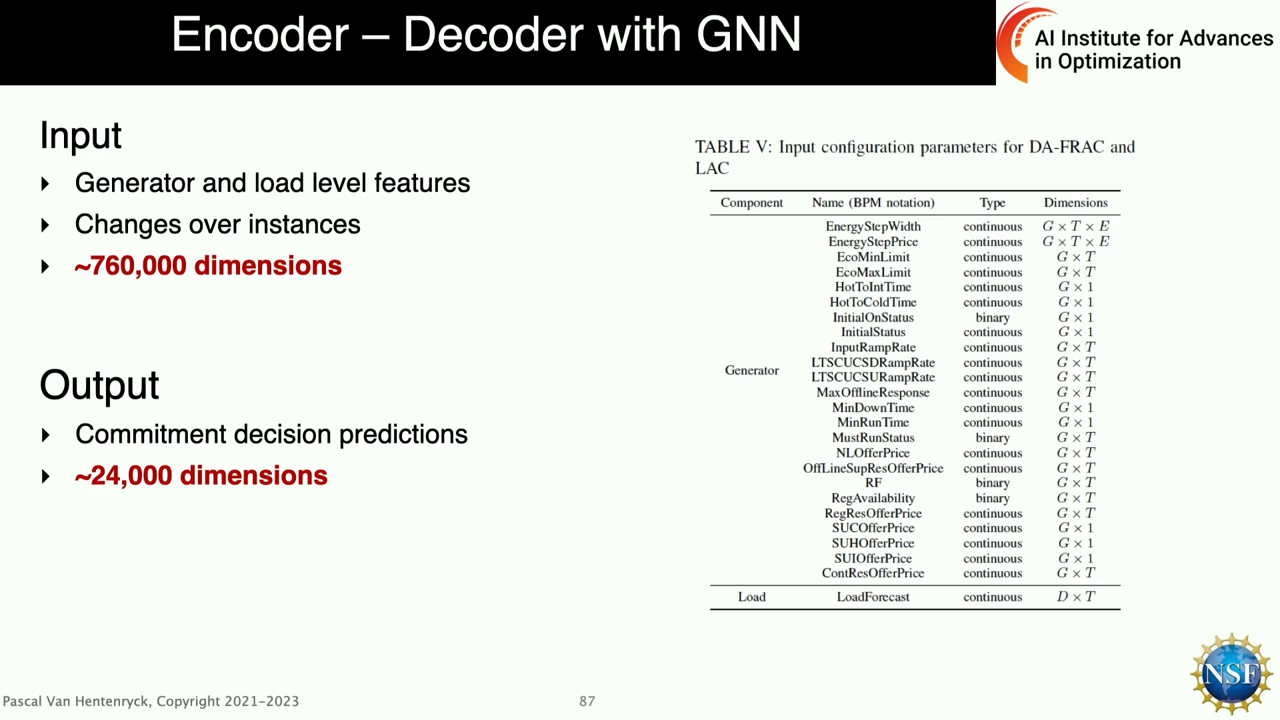 Encoder – Decoder with GNN
AI Institute for Advances
in Optimization
Input
Generator and load level features
Changes over instances
~760,000 dimensions
Output
Commitment decision predictions
~24,000 dimensions
TABLE V: Input configuration parameters for DA-FRAC and
LAC
Component Name (BPM notation) Type Dimensions
EnergyStepWidth continuous G × T × E
EnergyStepPrice continuous G × T × E
EcoMinLimit continuous G × T
EcoMaxLimit continuous G × T
HotToIntTime continuous G × 1
HotToColdTime continuous G × 1
InitialOnStatus binary G × 1
InitialStatus continuous G × 1
InputRampRate continuous G × T
LTSCUCSDRampRate continuous G × T
Generator LTSCUCSURampRate continuous G × T
MaxOfflineResponse continuous G × T
MinDownTime continuous G × 1
MinRunTime continuous G × 1
MustRunStatus binary G × T
NLOfferPrice continuous G × T
OffLineSupResOfferPrice continuous G × T
RF binary G × T
RegAvailability binary G × T
RegResOfferPrice continuous G × T
SUCOfferPrice continuous G × 1
SUHOfferPrice continuous G × 1
SUIOfferPrice continuous G × 1
ContResOfferPrice continuous G × T
Load LoadForecast continuous D × T
NSF
Pascal Van Hentenryck, Copyright 2021-2023
87